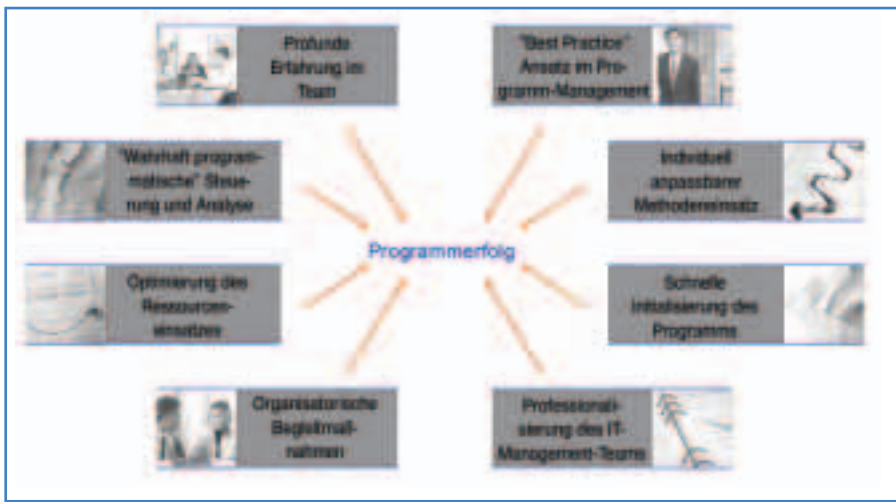 Profunde
Erfahrung im
Team
"Best Practice"
Ansatz im Pro-
gramm-Management
"Wahrhaft program-
matische" Steue-
rung und Analyse
Individuell
anpassbarer
Methodeneinsatz
Programmerfolg
Optimierung des
Ressourcen-
einsatzes
Schnelle
Initialisierung des
Programms
Organisatorische
Begleitmaß-
nahmen
Professionali-
sierung des IT-
Management-Teams